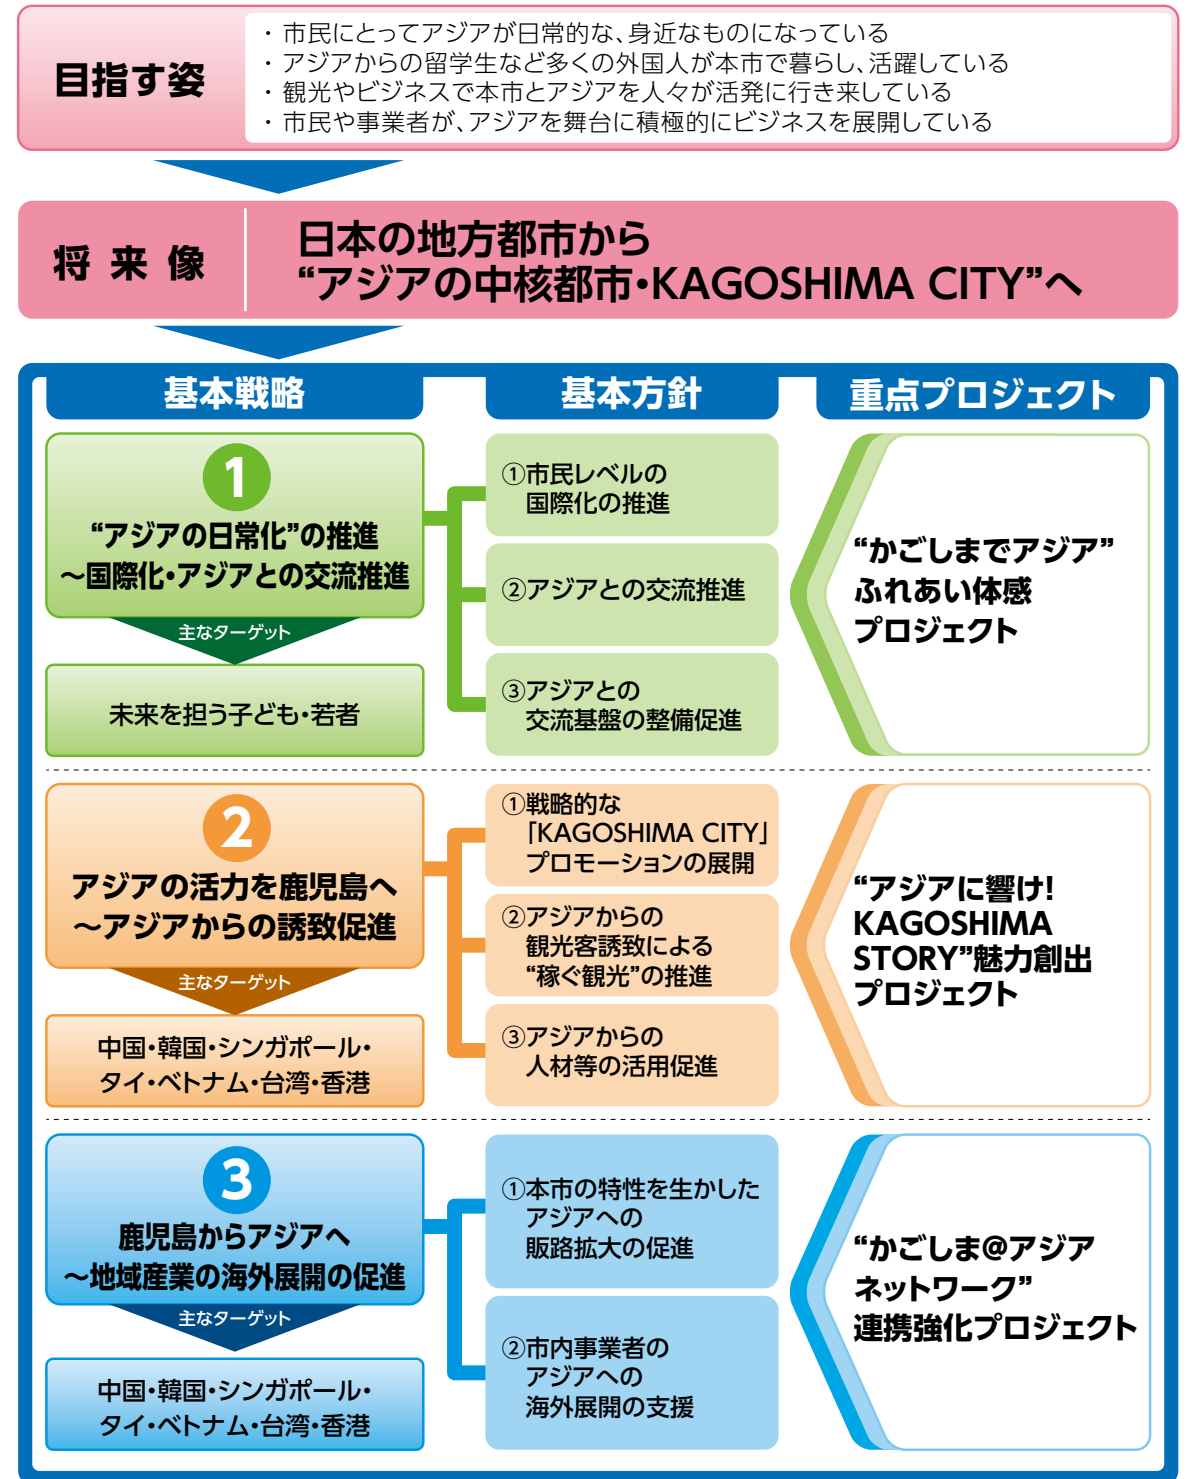 目指す姿
・ 市民にとってアジアが日常的な、身近なものになっている
・ アジアからの留学生など多くの外国人が本市で暮らし、活躍している
・ 観光やビジネスで本市とアジアを人々が活発に行き来している
・ 市民や事業者が、アジアを舞台に積極的にビジネスを展開している
将来像
日本の地方都市から
“アジアの中核都市・KAGOSHIMA CITY”へ
基本戦略
基本方針
重点プロジェクト
1
“アジアの日常化”の推進
～国際化・アジアとの交流推進
主なターゲット
未来を担う子ども・若者
①市民レベルの
国際化の推進
②アジアとの交流推進
③アジアとの
交流基盤の整備促進
“かごしまでアジア”
ふれあい体感
プロジェクト
2
アジアの活力を鹿児島へ
～アジアからの誘致促進
主なターゲット
中国・韓国・シンガポール・
タイ・ベトナム・台湾・香港
①戦略的な
「KAGOSHIMA CITY」
プロモーションの展開
②アジアからの
観光客誘致による
“稼ぐ観光”の推進
③アジアからの
人材等の活用促進
“アジアに響け!
KAGOSHIMA
STORY”魅力創出
プロジェクト
3
鹿児島からアジアへ
～地域産業の海外展開の促進
主なターゲット
中国・韓国・シンガポール・
タイ・ベトナム・台湾・香港
①本市の特性を生かした
アジアへの
販路拡大の促進
②市内事業者の
アジアへの
海外展開の支援
“かごしま@アジア
ネットワーク”
連携強化プロジェクト